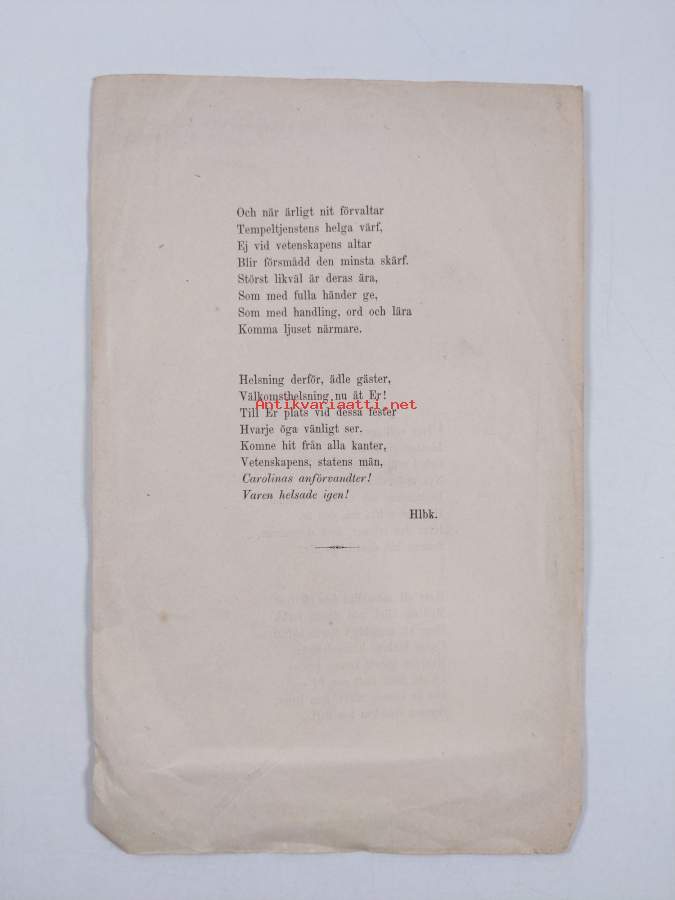 Och när ärligt nit förvaltar
Tempeltjenstens helga värf,
Ej vid vetenskapens altar
Blir försmådd den minsta skärf.
Störst likväl är deras ära,
Som med fulla händer ge,
Som med handling, ord och lära
Komma ljuset närmare.
Helsning derför, ädle gäster,
Välkomsthelsning nu åt Er!
Antikvariaatti.net
Till Er plats vid dessa fester
Hvarje öga vänligt ser.
Komne hit från alla kanter,
Vetenskapens, statens män,
Carolinas anförvandter!
Varen helsade igen!
Hlbk.